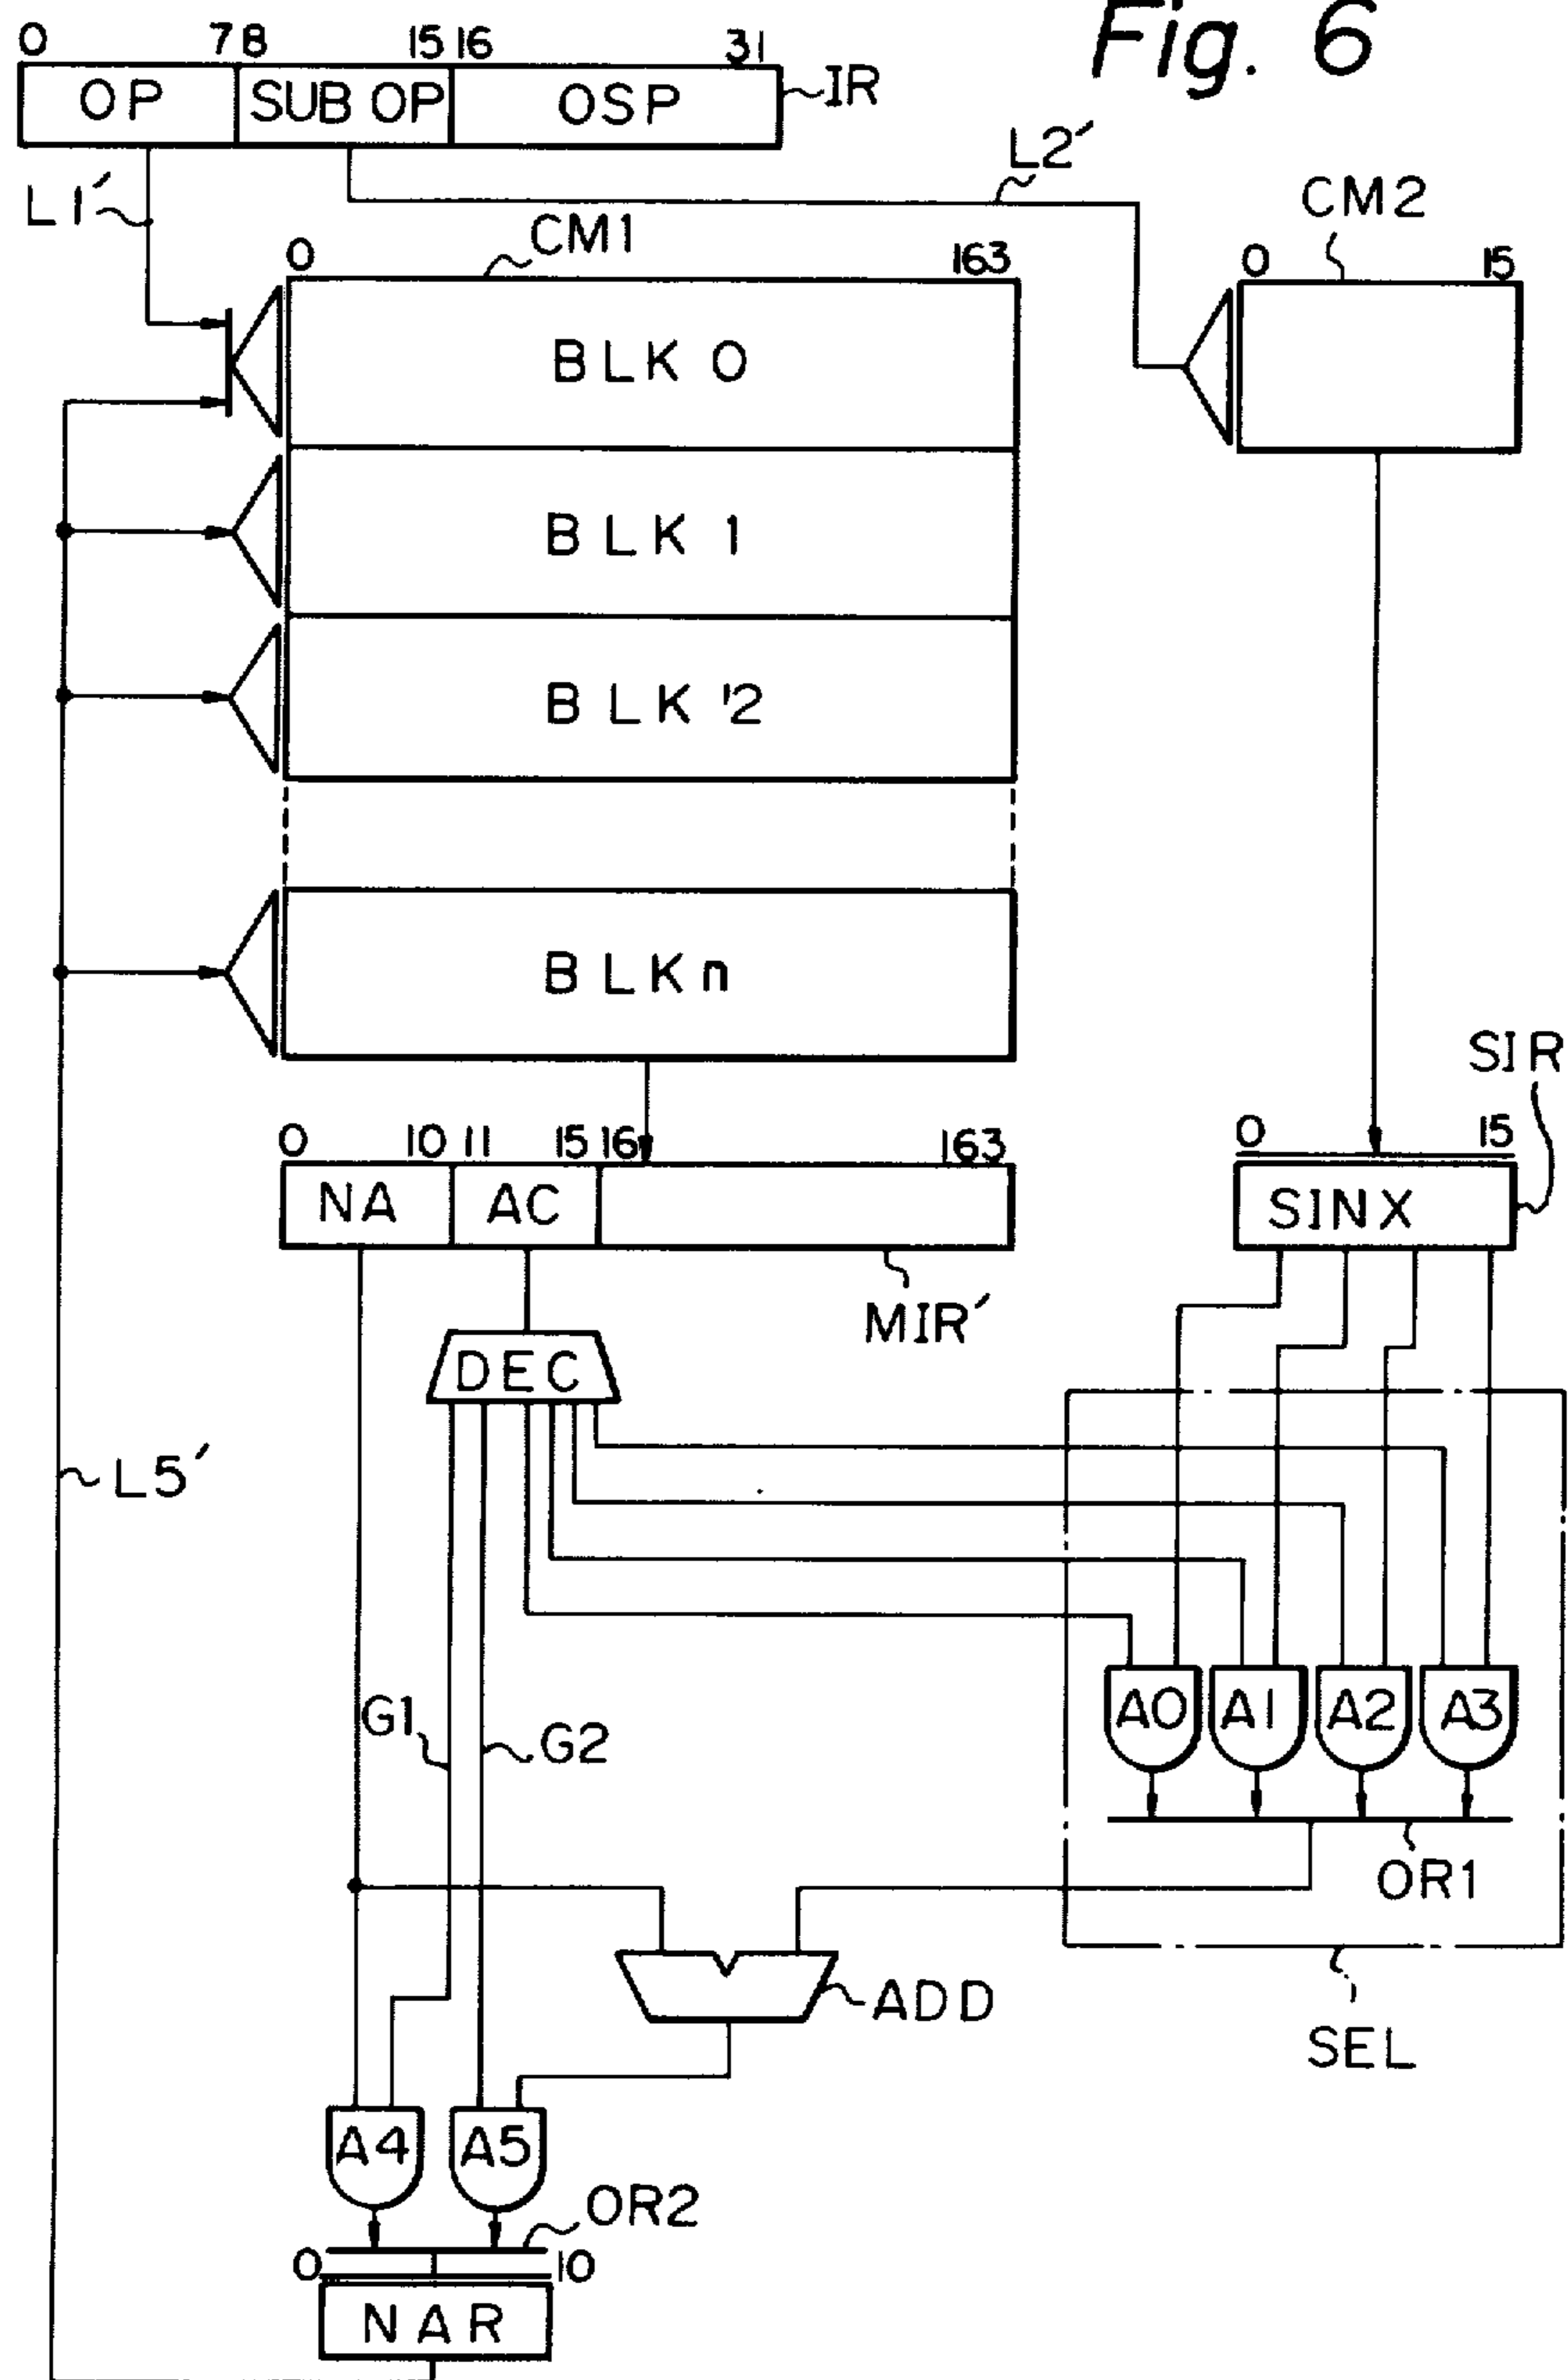 Fig. 6
0 7 8 15 16 31
OP SUB OP OSP IR
L1′ L2′
CM1 CM2
0 163 0 15
BLK 0
BLK 1
BLK 2
BLKn
SIR
0 10 11 15 16 163 0 15
NA AC SINX
MIR′
DEC
L5′
G1 G2
A0 A1 A2 A3
OR1
ADD
SEL
A4 A5
OR2
0 10
NAR